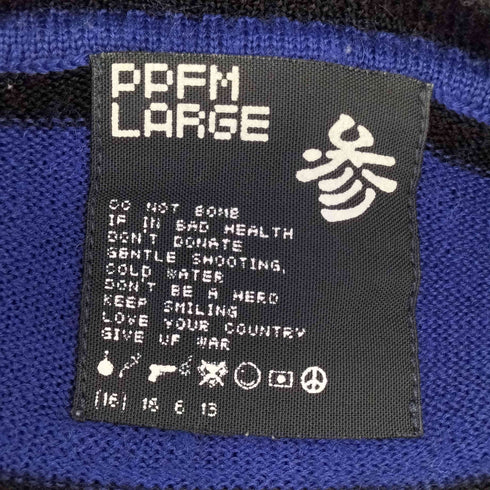 PPFM
LARGE
参
DO NOT BOMB
IF IN BAD HEALTH
DON'T DONATE
GENTLE SHOOTING,
COLD WATER
DON'T BE A HERO
KEEP SMILING
LOVE YOUR COUNTRY
GIVE UP WAR
(16) 16 6 13